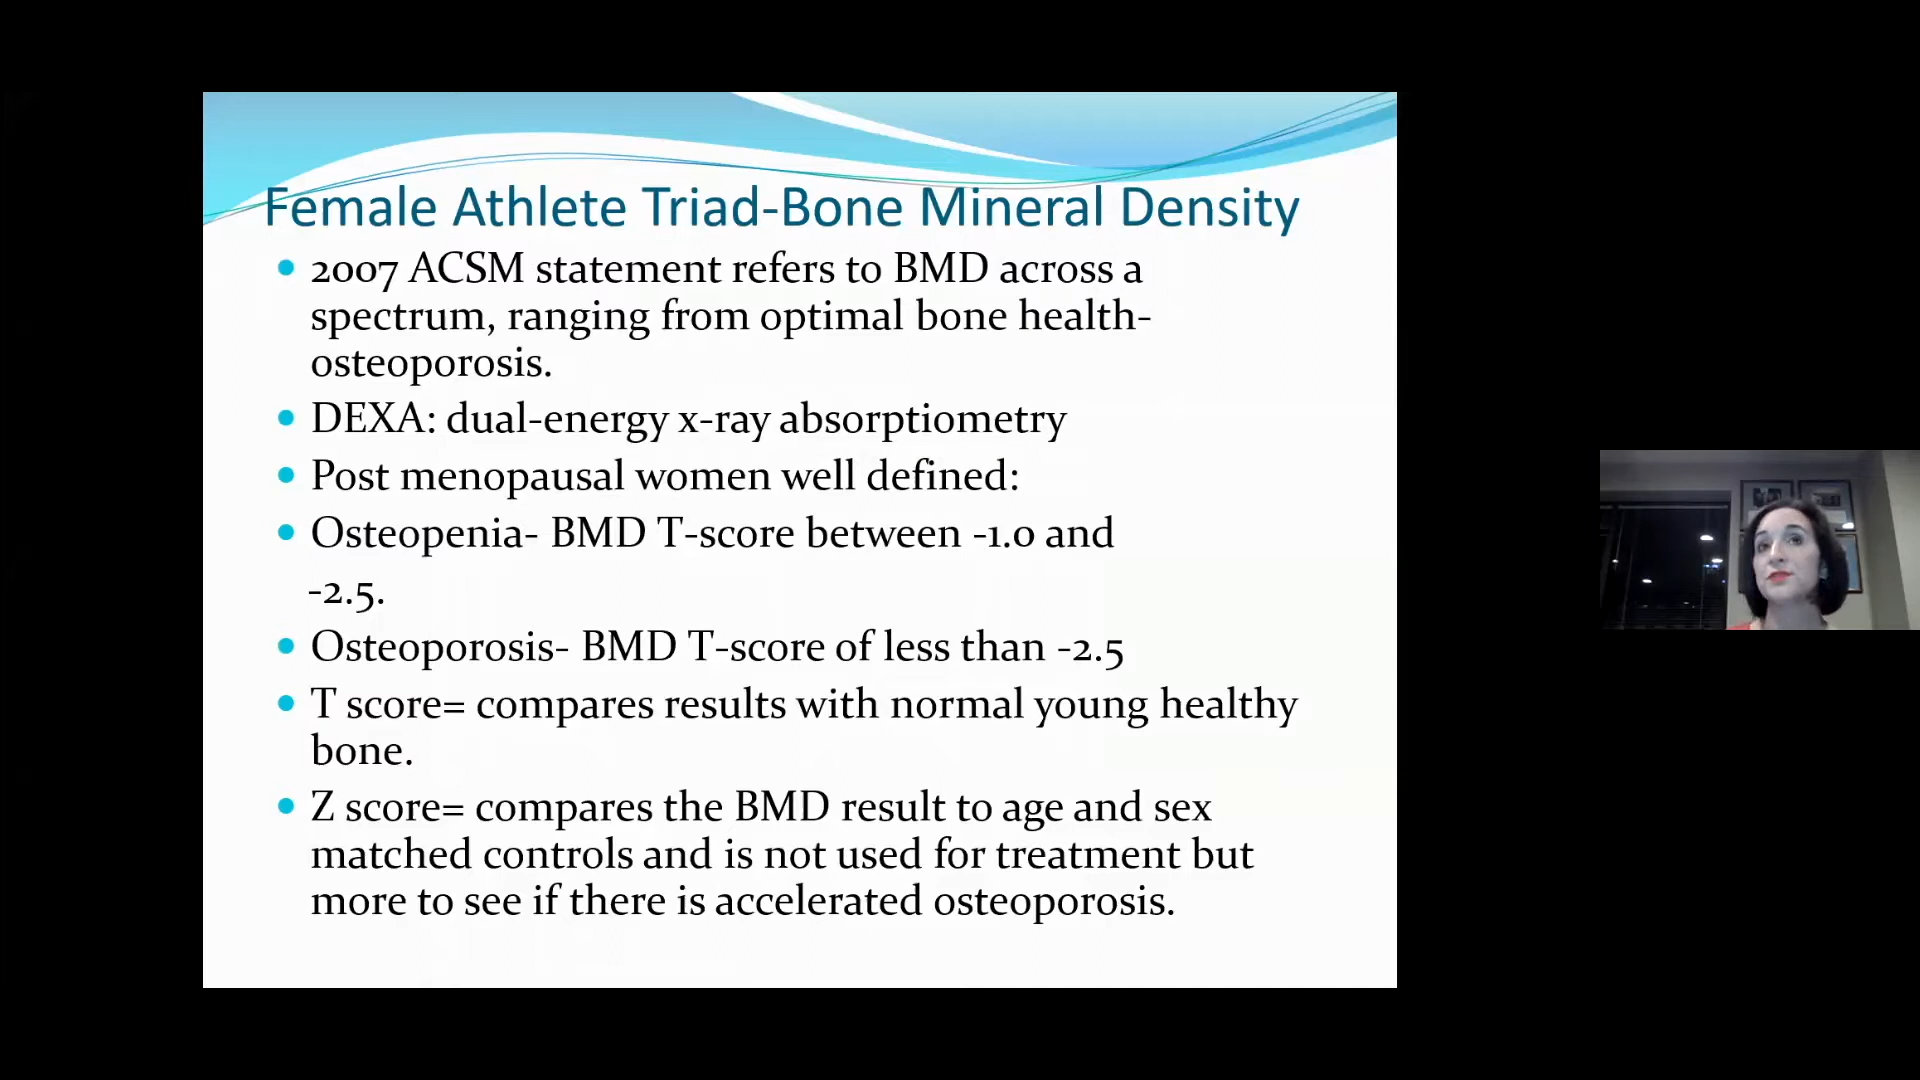 Female Athlete Triad-Bone Mineral Density
2007 ACSM statement refers to BMD across a
spectrum, ranging from optimal bone health-
osteoporosis.
DEXA: dual-energy x-ray absorptiometry
Post menopausal women well defined:
Osteopenia- BMD T-score between -1.0 and
-2.5.
Osteoporosis- BMD T-score of less than -2.5
T score= compares results with normal young healthy
bone.
Z score= compares the BMD result to age and sex
matched controls and is not used for treatment but
more to see if there is accelerated osteoporosis.